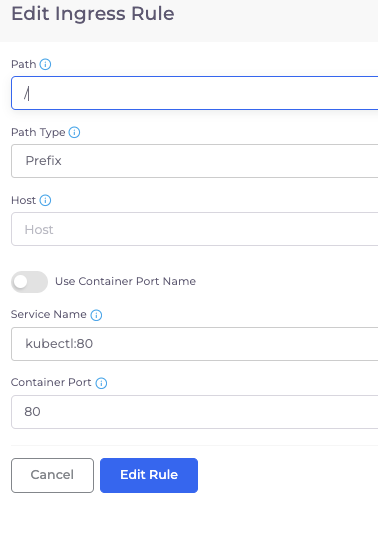 Edit Ingress Rule
Path
/
Path Type
Prefix
Host
Host
Use Container Port Name
Service Name
kubectl:80
Container Port
80
Cancel Edit Rule